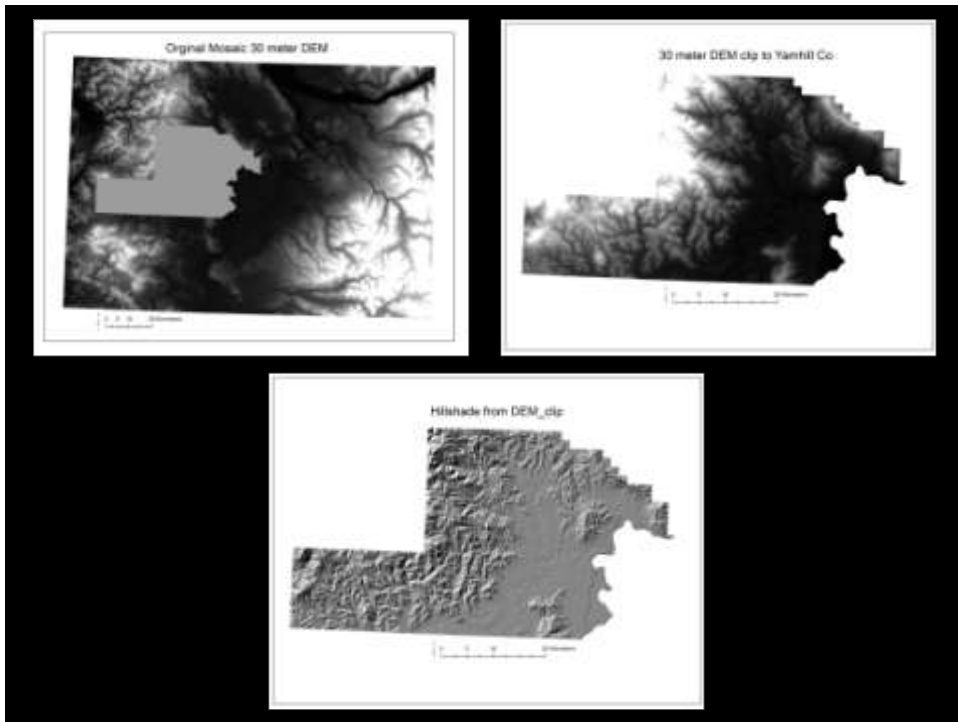 Orginal Mosaic 30 meter DEM
30 meter DEM clip to Yamhill Co
Hillshade from DEM_clip